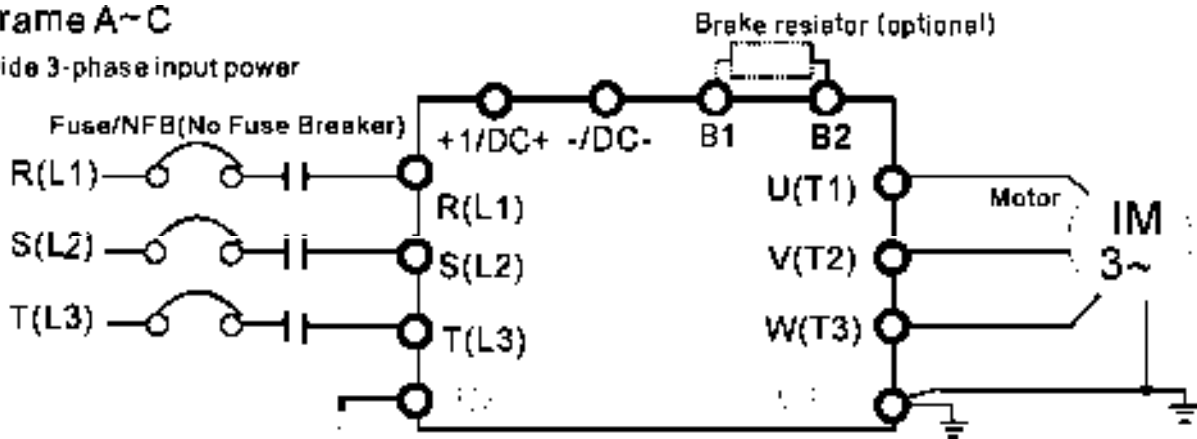 rame A~C
ide 3-phase input power
Brake resistor (optional)
Fuse/NFB(No Fuse Breaker)
+1/DC+ -/DC- B1 B2
R(L1)
R(L1)
U(T1)
Motor
IM
3~
S(L2)
S(L2)
V(T2)
T(L3)
T(L3)
W(T3)